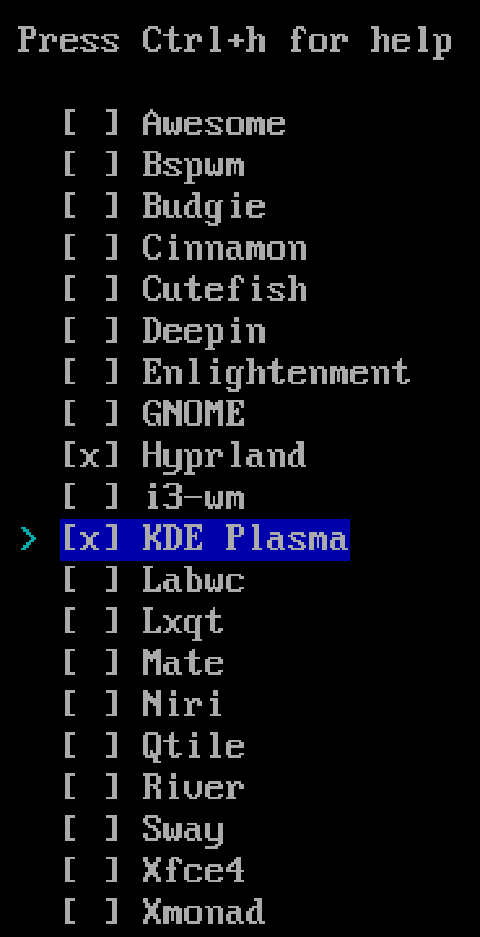 Press Ctrl+h for help
[ ] Awesome
[ ] Bspwm
[ ] Budgie
[ ] Cinnamon
[ ] Cutefish
[ ] Deepin
[ ] Enlightenment
[ ] GNOME
[x] Hyprland
[ ] i3-wm
> [x] KDE Plasma
[ ] Labwc
[ ] Lxqt
[ ] Mate
[ ] Niri
[ ] Qtile
[ ] River
[ ] Sway
[ ] Xfce4
[ ] Xmonad